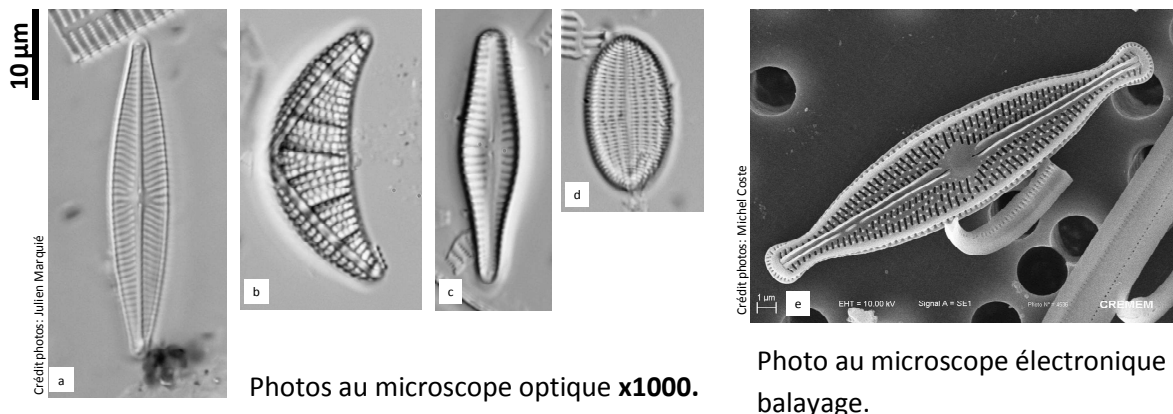 10 µm
Crédit photos: Julien Marquié
a
b
c
d
Photos au microscope optique x1000.
Crédit photos: Michel Coste
1 µm
EHT = 10.00 kV
Signal A = SE1
CREMEM
e
Photo au microscope électronique
balayage.